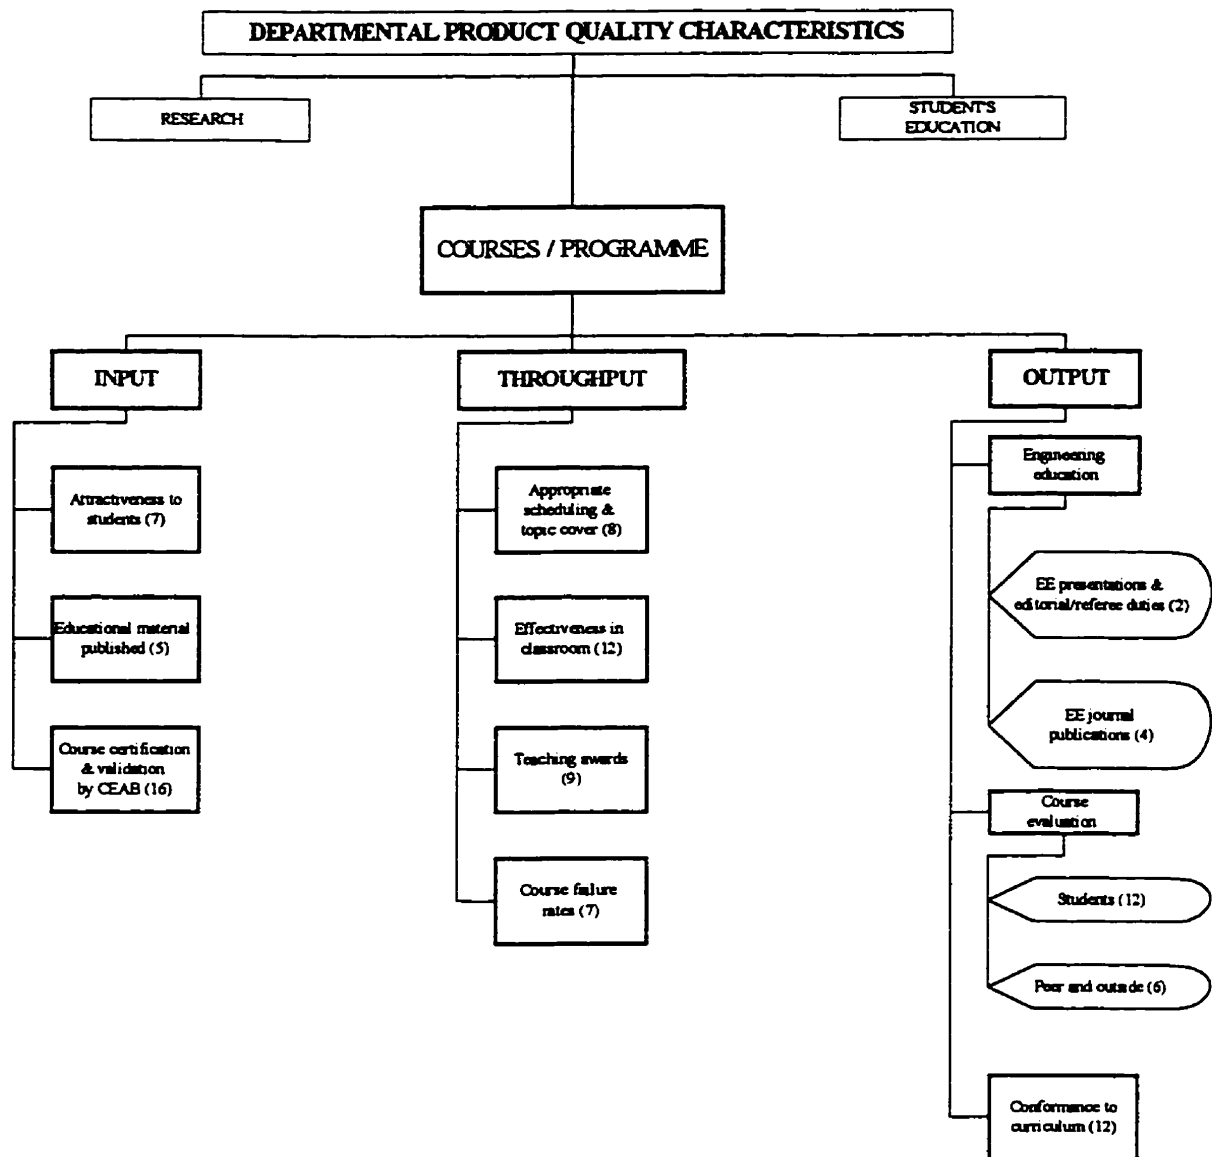 DEPARTMENTAL PRODUCT QUALITY CHARACTERISTICS
RESEARCH
STUDENT'S
EDUCATION
COURSES / PROGRAMME
INPUT
THROUGHPUT
OUTPUT
Attractiveness to
students (7)
Educational material
published (5)
Course certification
& validation
by CEAB (16)
Appropriate
scheduling &
topic cover (8)
Effectiveness in
classroom (12)
Teaching awards
(9)
Course failure
rates (7)
Engineering
education
EE presentations &
editorial/referee duties (2)
EE journal
publications (4)
Course
evaluation
Students (12)
Peer and outside (6)
Conformance to
curriculum (12)